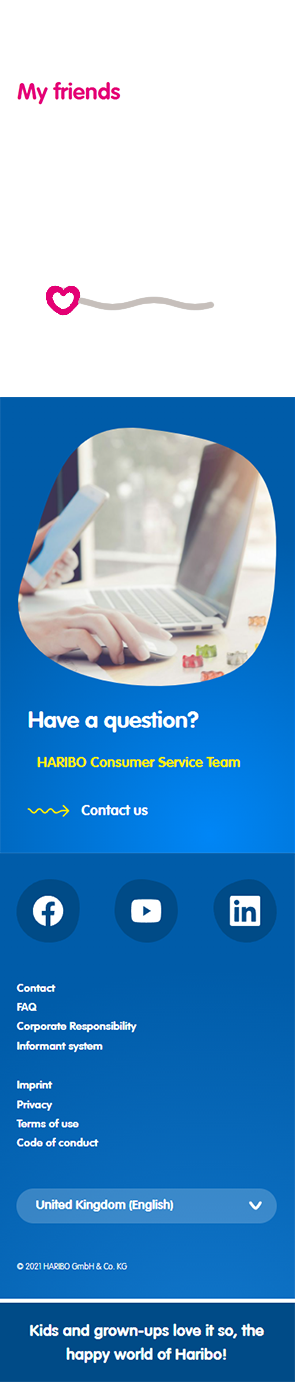 My friends
Have a question?
HARIBO Consumer Service Team
Contact us
Contact
FAQ
Corporate Responsibility
Informant system
Imprint
Privacy
Terms of use
Code of conduct
United Kingdom (English)
© 2021 HARIBO GmbH & Co. KG
Kids and grown-ups love it so, the
happy world of Haribo!